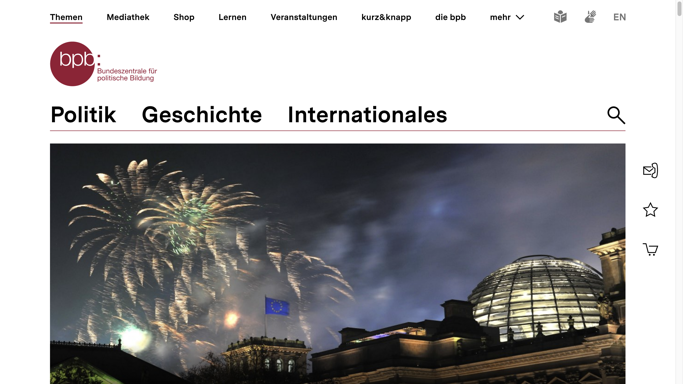 Themen Mediathek Shop Lernen Veranstaltungen kurz&knapp die bpb mehr EN
bpb:
Bundeszentrale für
politische Bildung
Politik Geschichte Internationales